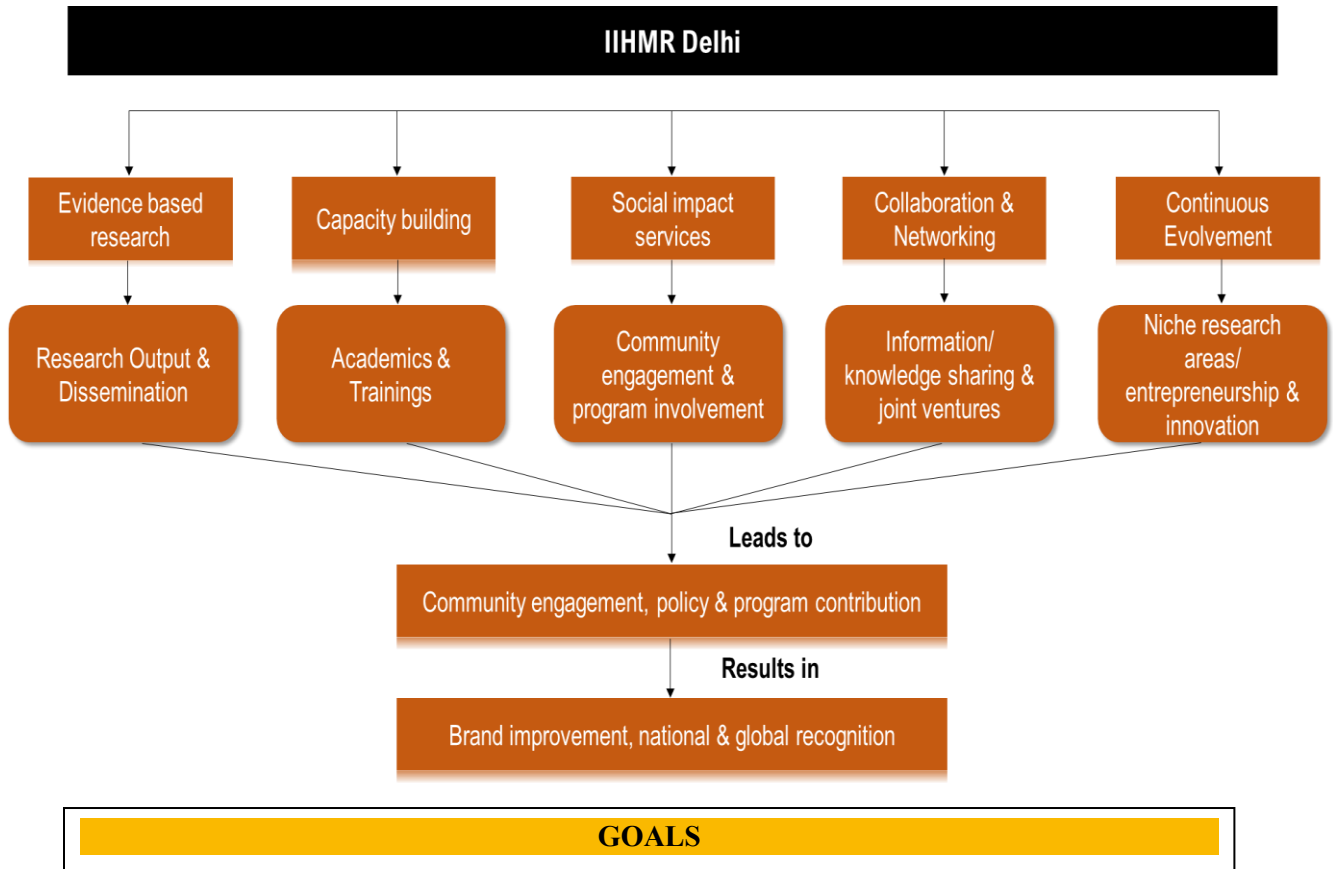 IIHMR Delhi
Evidence based
research
Capacity building
Social impact
services
Collaboration &
Networking
Continuous
Evolvement
Research Output &
Dissemination
Academics &
Trainings
Community
engagement &
program involvement
Information/
knowledge sharing &
joint ventures
Niche research
areas/
entrepreneurship &
innovation
Leads to
Community engagement, policy & program contribution
Results in
Brand improvement, national & global recognition
GOALS